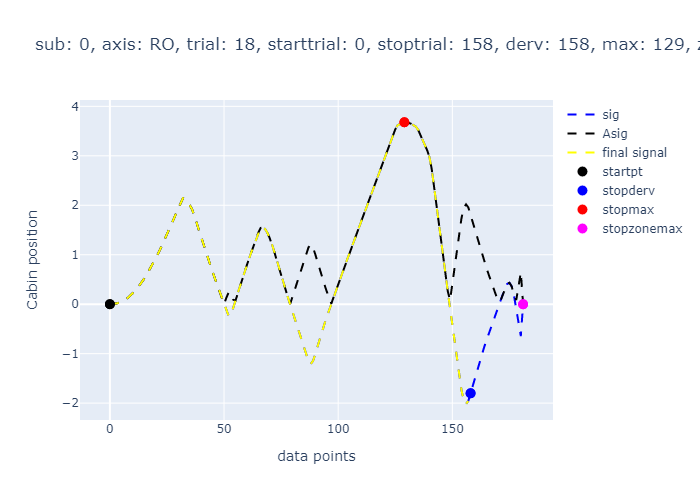 sub: 0, axis: RO, trial: 18, starttrial: 0, stoptrial: 158, derv: 158, max: 129,
4
3
2
1
0
−1
−2
0
50
100
150
Cabin position
data points
sig
Asig
final signal
startpt
stopderv
stopmax
stopzonemax